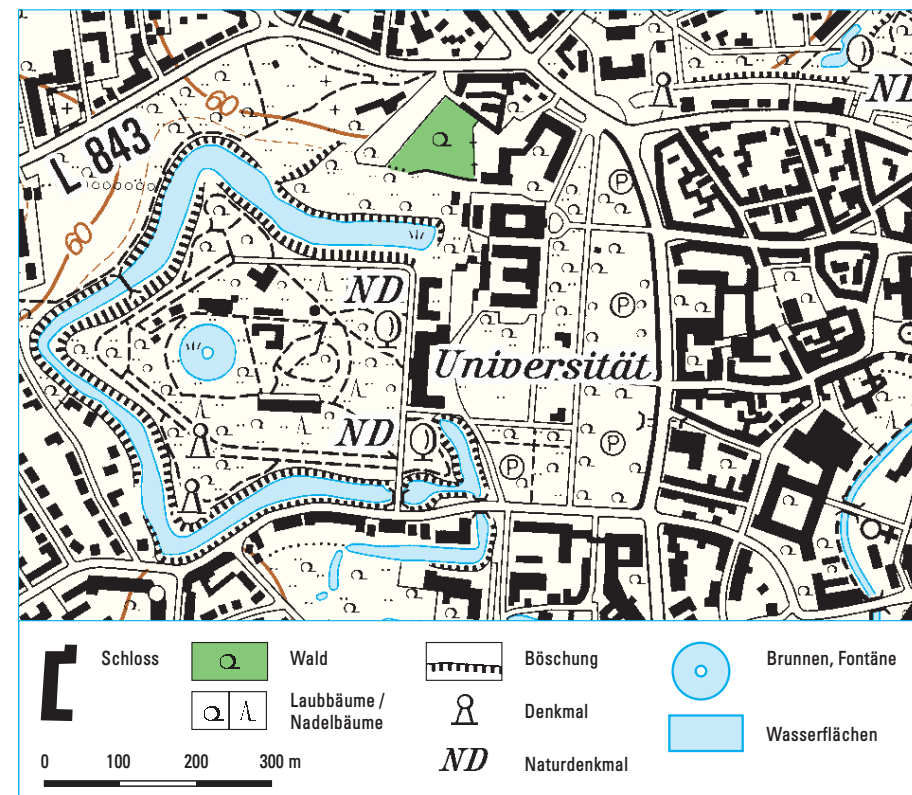 ND
60
L 843
60
ND
P
P
Universität
ND
P
P
Schloss
Wald
Böschung
Brunnen, Fontäne
Laubbäume /
Nadelbäume
Denkmal
Wasserflächen
ND Naturdenkmal
0 100 200 300 m